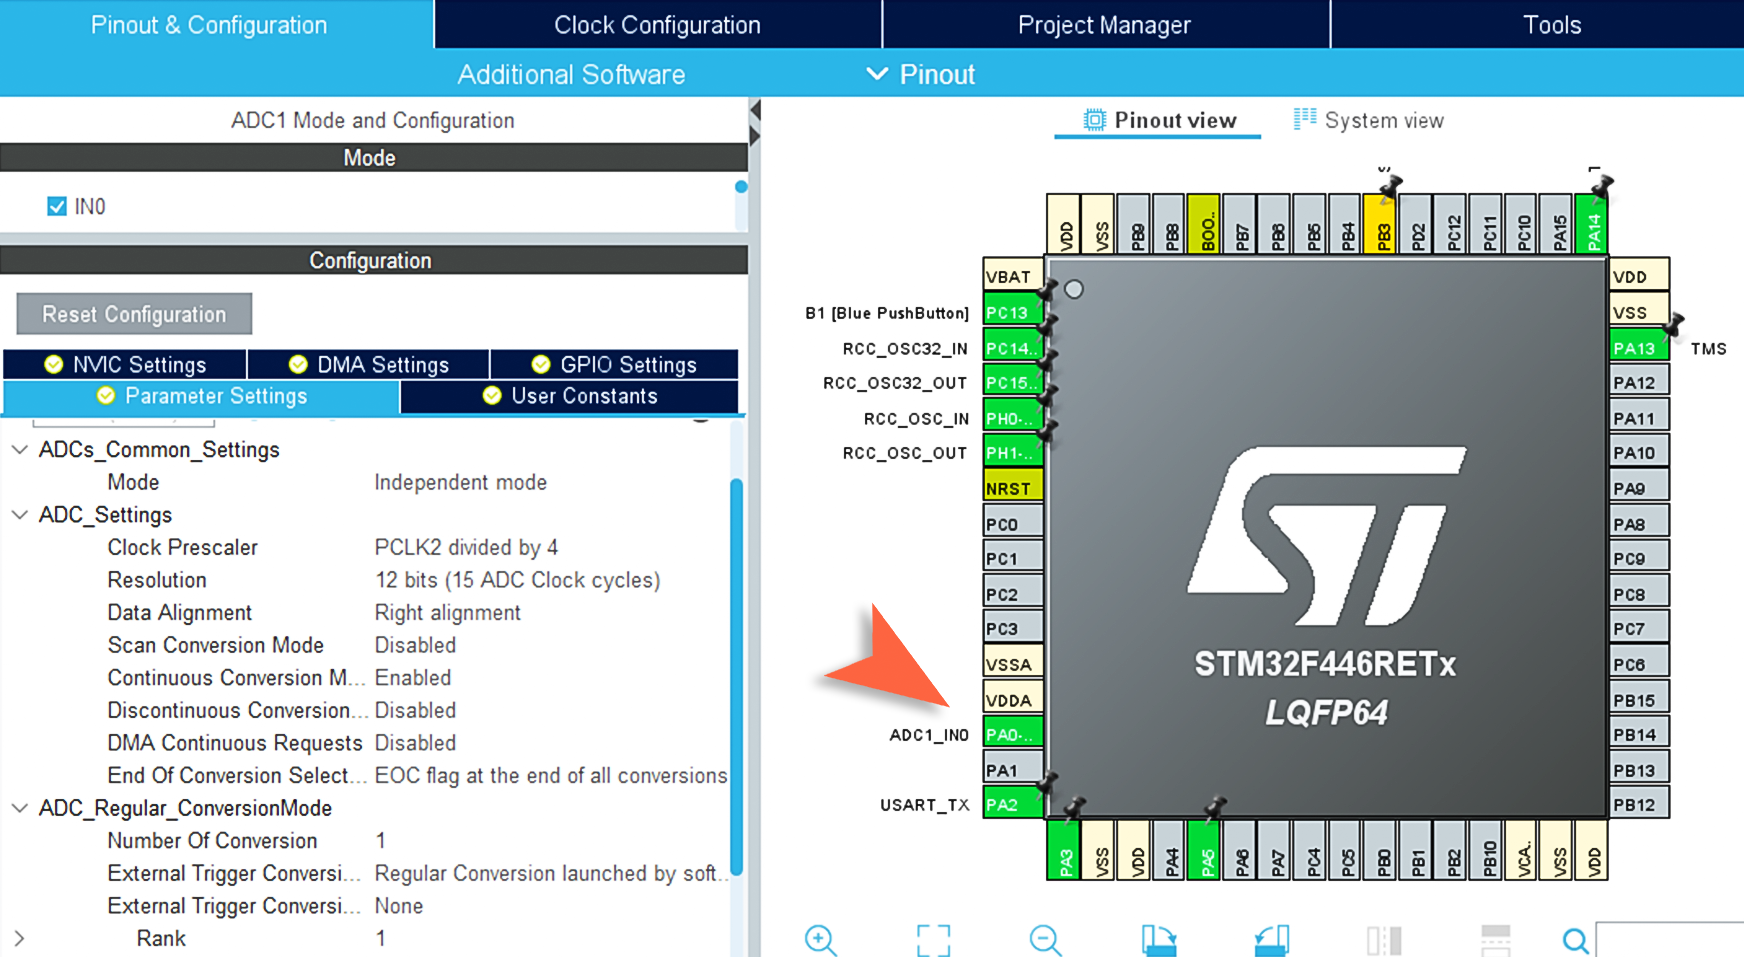 Pinout & Configuration
Clock Configuration
Project Manager
Tools
Additional Software
Pinout
ADC1 Mode and Configuration
Mode
IN0
Configuration
Reset Configuration
NVIC Settings
DMA Settings
GPIO Settings
Parameter Settings
User Constants
ADCs_Common_Settings
Mode Independent mode
ADC_Settings
Clock Prescaler PCLK2 divided by 4
Resolution 12 bits (15 ADC Clock cycles)
Data Alignment Right alignment
Scan Conversion Mode Disabled
Continuous Conversion M... Enabled
Discontinuous Conversion... Disabled
DMA Continuous Requests Disabled
End Of Conversion Select... EOC flag at the end of all conversions
ADC_Regular_ConversionMode
Number Of Conversion 1
External Trigger Conversi... Regular Conversion launched by soft..
External Trigger Conversi... None
Rank 1
Pinout view
System view
VDD
VSS
PB9
PB8
BOO..
PB7
PB6
PB5
PB4
PB3
PD2
PC12
PC11
PC10
PA15
PA14
VBAT
B1 [Blue PushButton] PC13
RCC_OSC32_IN PC14..
RCC_OSC32_OUT PC15..
RCC_OSC_IN PH0-..
RCC_OSC_OUT PH1-..
NRST
PC0
PC1
PC2
PC3
VSSA
VDDA
ADC1_IN0 PA0-..
PA1
USART_TX PA2
STM32F446RETx
LQFP64
VDD
VSS
PA13 TMS
PA12
PA11
PA10
PA9
PA8
PC9
PC8
PC7
PC6
PB15
PB14
PB13
PB12
PA3
VSS
VDD
PA4
PA5
PA6
PA7
PC4
PC5
PB0
PB1
PB2
PB10
VCA.
VSS
VDD